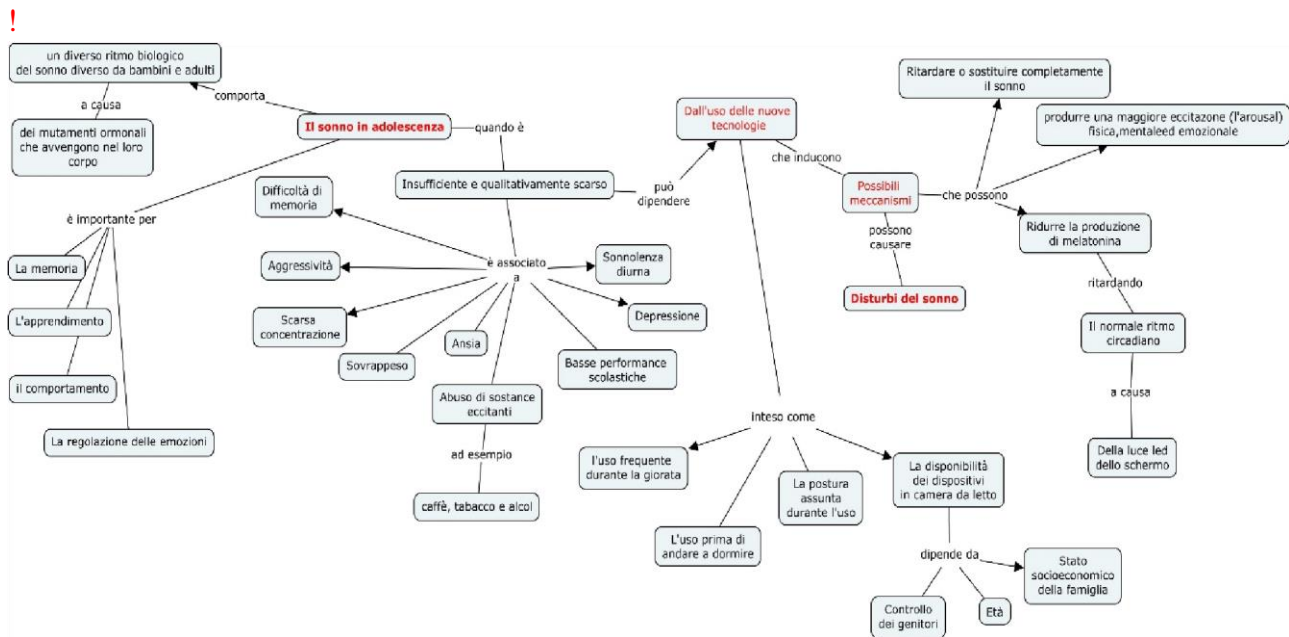 !
un diverso ritmo biologico
del sonno diverso da bambini e adulti
comporta
a causa
dei mutamenti ormonali
che avvengono nel loro
corpo
Il sonno in adolescenza
quando è
Insufficiente e qualitativamente scarso
può
dipendere
Dall'uso delle nuove
tecnologie
che inducono
Possibili
meccanismi
possono
causare
Disturbi del sonno
che possono
Ritardare o sostituire completamente
il sonno
produrre una maggiore eccitazone (l'arousal)
fisica,mentaleed emozionale
Ridurre la produzione
di melatonina
ritardando
Il normale ritmo
circadiano
a causa
Della luce led
dello schermo
è importante per
La memoria
L'apprendimento
il comportamento
La regolazione delle emozioni
è associato
a
Difficoltà di
memoria
Aggressività
Scarsa
concentrazione
Sovrappeso
Ansia
Abuso di sostance
eccitanti
ad esempio
caffè, tabacco e alcol
Basse performance
scolastiche
Depressione
Sonnolenza
diurna
inteso come
l'uso frequente
durante la giorata
L'uso prima di
andare a dormire
La postura
assunta
durante l'uso
La disponibilità
dei dispositivi
in camera da letto
dipende da
Controllo
dei genitori
Età
Stato
socioeconomico
della famiglia